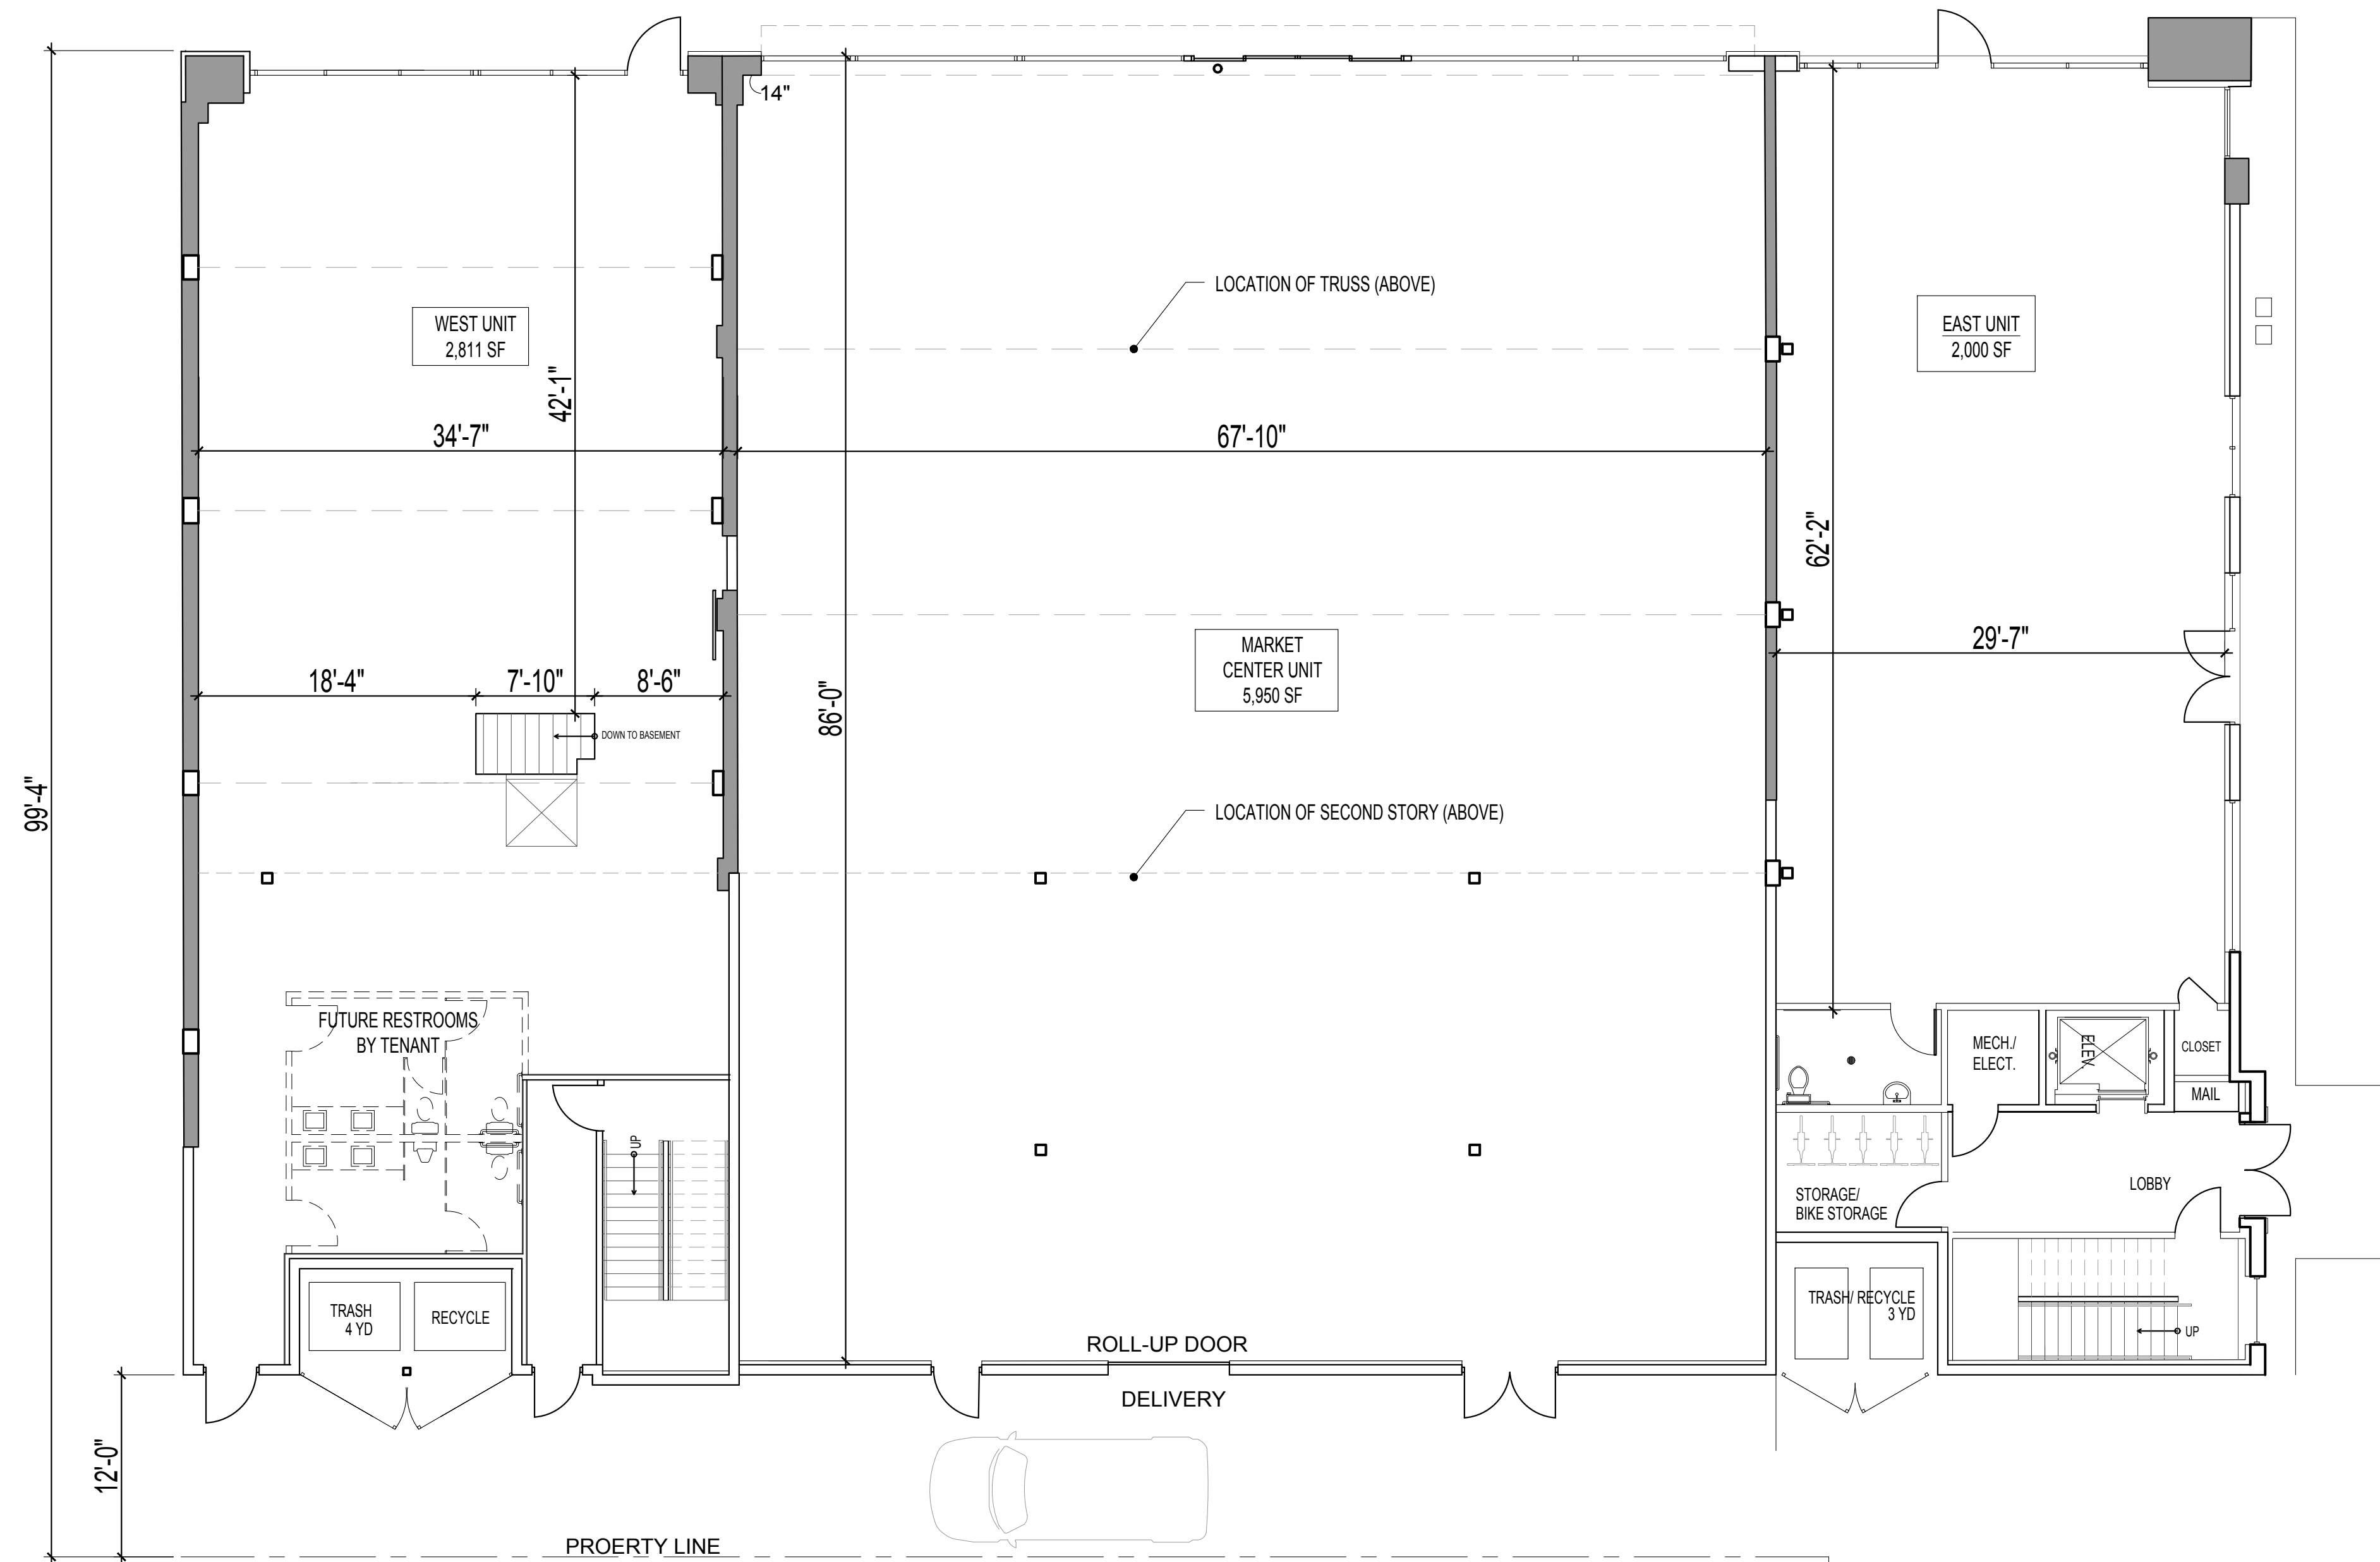 14"
LOCATION OF TRUSS (ABOVE)
WEST UNIT
2,811 SF
EAST UNIT
2,000 SF
42'-1"
34'-7"
67'-10"
62'-2"
MARKET
CENTER UNIT
5,950 SF
29'-7"
18'-4"
7'-10"
8'-6"
86'-0"
DOWN TO BASEMENT
99'-4"
LOCATION OF SECOND STORY (ABOVE)
FUTURE RESTROOMS
BY TENANT
MECH./
ELECT.
ELEV.
CLOSET
MAIL
UP
STORAGE/
BIKE STORAGE
LOBBY
TRASH
4 YD
RECYCLE
TRASH/ RECYCLE
3 YD
UP
ROLL-UP DOOR
DELIVERY
12'-0"
PROERTY LINE